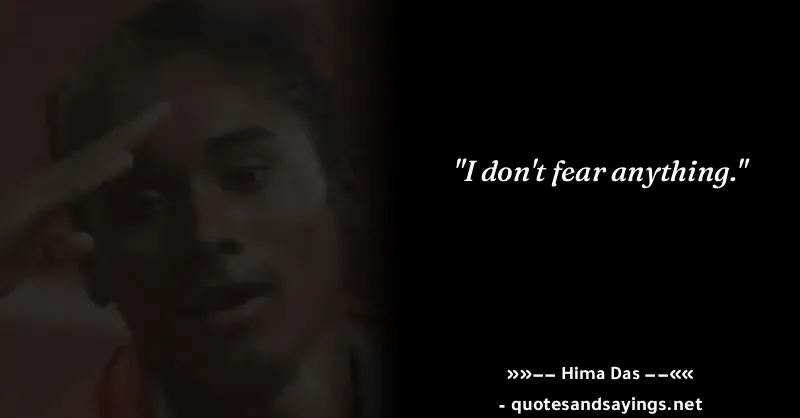 "I don't fear anything."
»»−− Hima Das −−««
- quotesandsayings.net